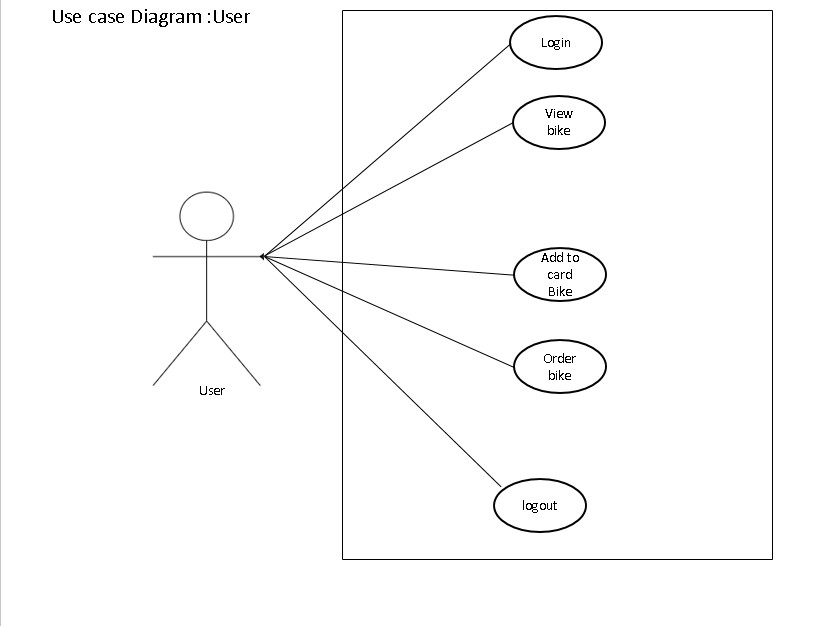 Use case Diagram :User
Login
View
bike
Add to
card
Bike
Order
bike
User
logout